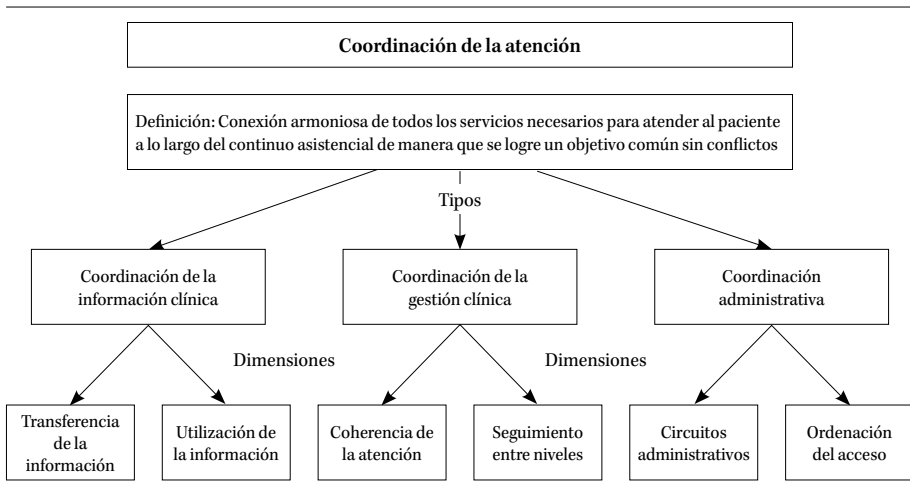 Coordinación de la atención
Definición: Conexión armoniosa de todos los servicios necesarios para atender al paciente
a lo largo del continuo asistencial de manera que se logre un objetivo común sin conflictos
Tipos
Coordinación de la
información clínica
Coordinación de la
gestión clínica
Coordinación
administrativa
Dimensiones
Dimensiones
Transferencia
de la
información
Utilización de
la información
Coherencia de
la atención
Seguimiento
entre niveles
Circuitos
administrativos
Ordenación
del acceso